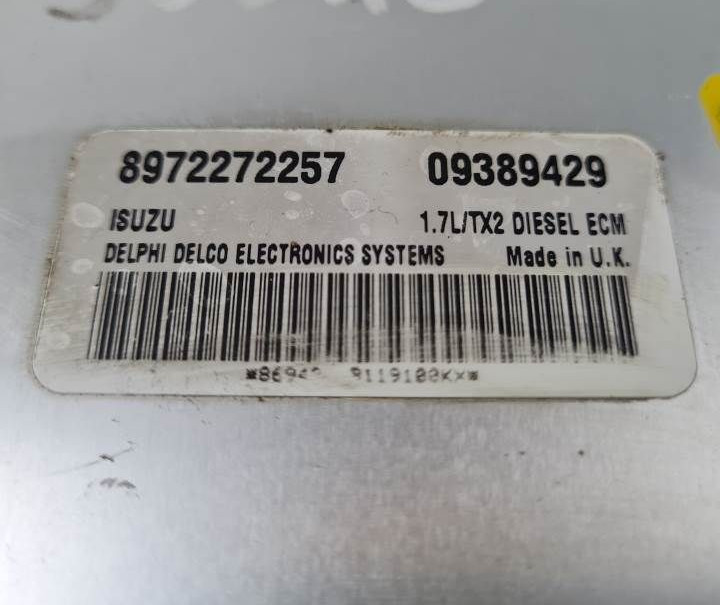 8972272257 09389429
ISUZU 1.7L/TX2 DIESEL ECM
DELPHI DELCO ELECTRONICS SYSTEMS Made in U.K.